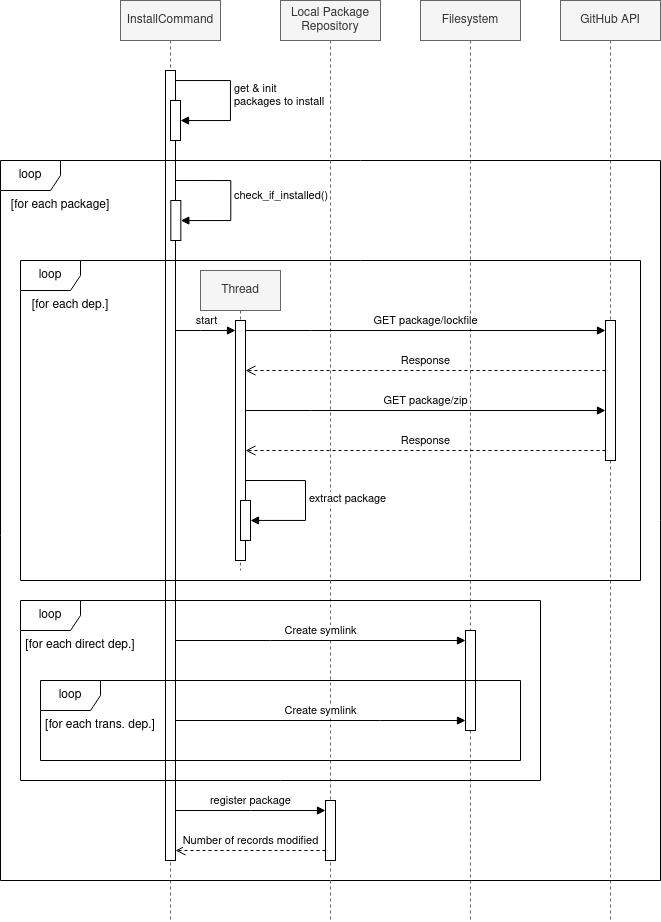 InstallCommand
Local Package
Repository
Filesystem
GitHub API
get & init
packages to install
loop
[for each package]
check_if_installed()
loop
[for each dep.]
Thread
start
GET package/lockfile
Response
GET package/zip
Response
extract package
loop
[for each direct dep.]
Create symlink
loop
[for each trans. dep.]
Create symlink
register package
Number of records modified